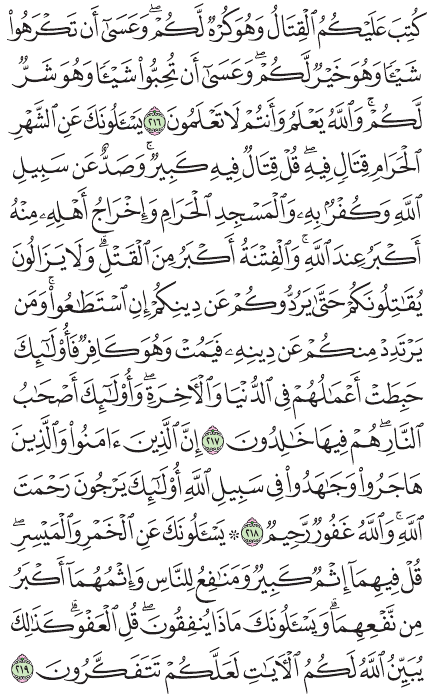 كُتِبَ عَلَيۡكُمُ ٱلۡقِتَالُ وَهُوَ كُرۡهٞ لَّكُمۡۖ وَعَسَىٰٓ أَن تَكۡرَهُواْ
شَيۡـٔٗا وَهُوَ خَيۡرٞ لَّكُمۡۖ وَعَسَىٰٓ أَن تُحِبُّواْ شَيۡـٔٗا وَهُوَ شَرّٞ
لَّكُمۡۚ وَٱللَّهُ يَعۡلَمُ وَأَنتُمۡ لَا تَعۡلَمُونَ ٢١٦ يَسۡـَٔلُونَكَ عَنِ ٱلشَّهۡرِ
ٱلۡحَرَامِ قِتَالٖ فِيهِۖ قُلۡ قِتَالٞ فِيهِ كَبِيرٞۚ وَصَدٌّ عَن سَبِيلِ
ٱللَّهِ وَكُفۡرُۢ بِهِۦ وَٱلۡمَسۡجِدِ ٱلۡحَرَامِ وَإِخۡرَاجُ أَهۡلِهِۦ مِنۡهُ
أَكۡبَرُ عِندَ ٱللَّهِۚ وَٱلۡفِتۡنَةُ أَكۡبَرُ مِنَ ٱلۡقَتۡلِۗ وَلَا يَزَالُونَ
يُقَٰتِلُونَكُمۡ حَتَّىٰ يَرُدُّوكُمۡ عَن دِينِكُمۡ إِنِ ٱسۡتَطَٰعُواْۚ وَمَن
يَرۡتَدِدۡ مِنكُمۡ عَن دِينِهِۦ فَيَمُتۡ وَهُوَ كَافِرٞ فَأُوْلَٰٓئِكَ
حَبِطَتۡ أَعۡمَٰلُهُمۡ فِي ٱلدُّنۡيَا وَٱلۡأٓخِرَةِۖ وَأُوْلَٰٓئِكَ أَصۡحَٰبُ
ٱلنَّارِۖ هُمۡ فِيهَا خَٰلِدُونَ ٢١٧ إِنَّ ٱلَّذِينَ ءَامَنُواْ وَٱلَّذِينَ
هَاجَرُواْ وَجَٰهَدُواْ فِي سَبِيلِ ٱللَّهِ أُوْلَٰٓئِكَ يَرۡجُونَ رَحۡمَتَ
ٱللَّهِۚ وَٱللَّهُ غَفُورٞ رَّحِيمٞ ٢١٨ ۞ يَسۡـَٔلُونَكَ عَنِ ٱلۡخَمۡرِ وَٱلۡمَيۡسِرِۖ
قُلۡ فِيهِمَآ إِثۡمٞ كَبِيرٞ وَمَنَٰفِعُ لِلنَّاسِ وَإِثۡمُهُمَآ أَكۡبَرُ
مِن نَّفۡعِهِمَاۗ وَيَسۡـَٔلُونَكَ مَاذَا يُنفِقُونَۖ قُلِ ٱلۡعَفۡوَۗ كَذَٰلِكَ
يُبَيِّنُ ٱللَّهُ لَكُمُ ٱلۡأٓيَٰتِ لَعَلَّكُمۡ تَتَفَكَّرُونَ ٢١٩